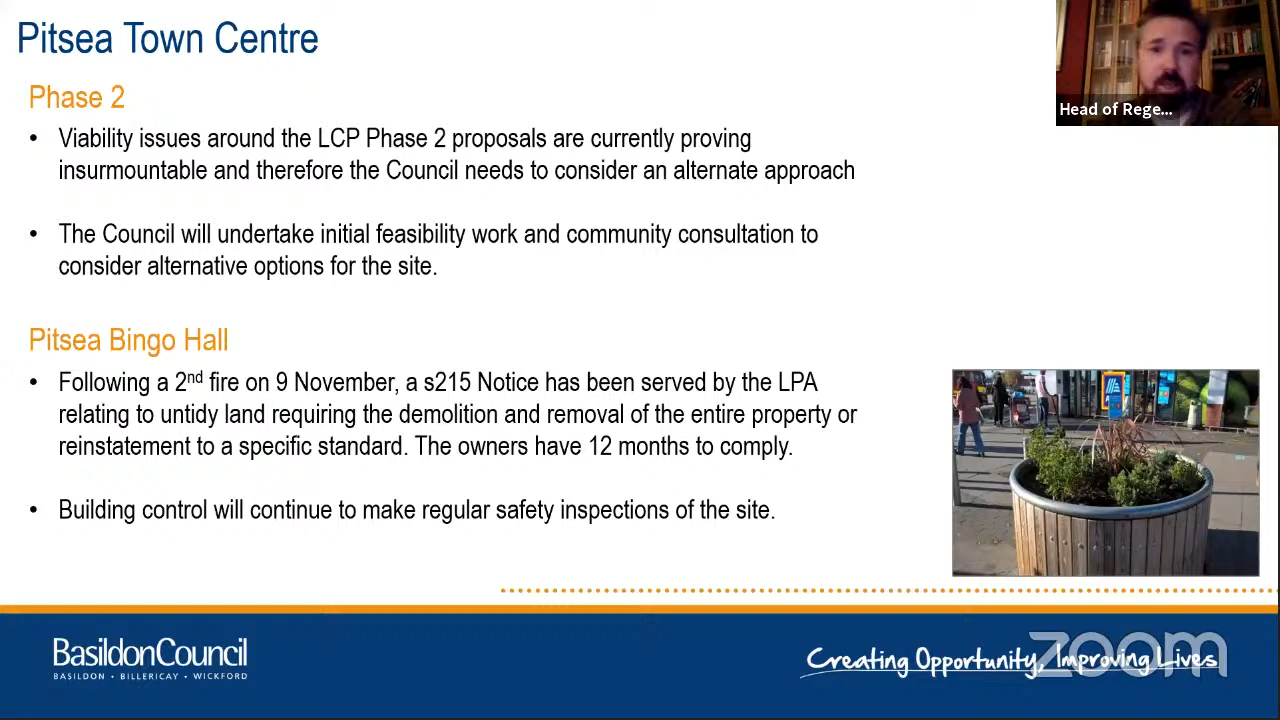 Pitsea Town Centre
Head of Rege...
Phase 2
• Viability issues around the LCP Phase 2 proposals are currently proving
insurmountable and therefore the Council needs to consider an alternate approach
• The Council will undertake initial feasibility work and community consultation to
consider alternative options for the site.
Pitsea Bingo Hall
• Following a 2nd fire on 9 November, a s215 Notice has been served by the LPA
relating to untidy land requiring the demolition and removal of the entire property or
reinstatement to a specific standard. The owners have 12 months to comply.
• Building control will continue to make regular safety inspections of the site.
BasildonCouncil
BASILDON • BILLERICAY • WICKFORD
Creating Opportunity, Improving Lives
zoom